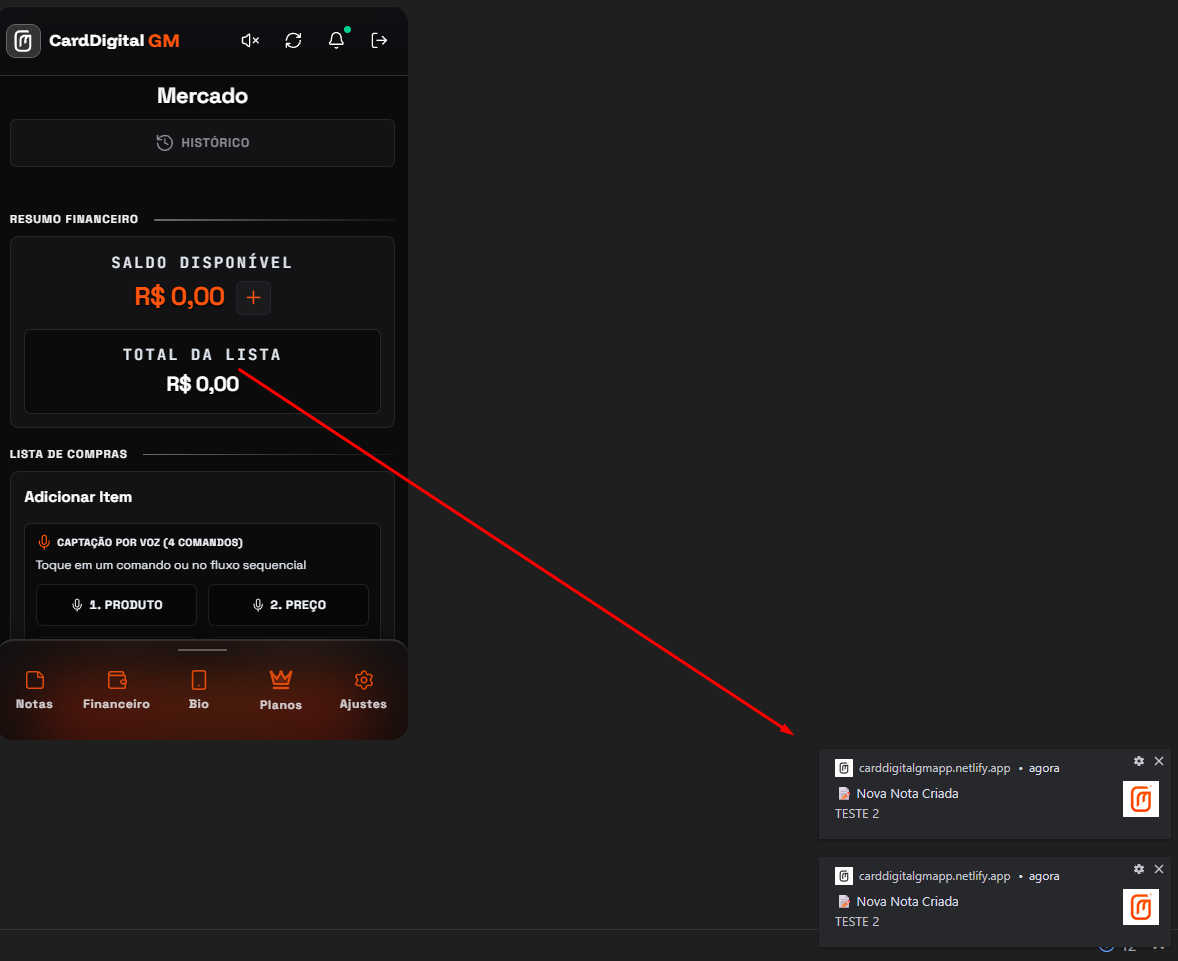 CardDigital GM
Mercado
HISTÓRICO
RESUMO FINANCEIRO
SALDO DISPONÍVEL
R$ 0,00
TOTAL DA LISTA
R$ 0,00
LISTA DE COMPRAS
Adicionar Item
CAPTAÇÃO POR VOZ (4 COMANDOS)
Toque em um comando ou no fluxo sequencial
1. PRODUTO
2. PREÇO
Notas
Financeiro
Bio
Planos
Ajustes
carddigitalgmapp.netlify.app • agora
Nova Nota Criada
TESTE 2
carddigitalgmapp.netlify.app • agora
Nova Nota Criada
TESTE 2